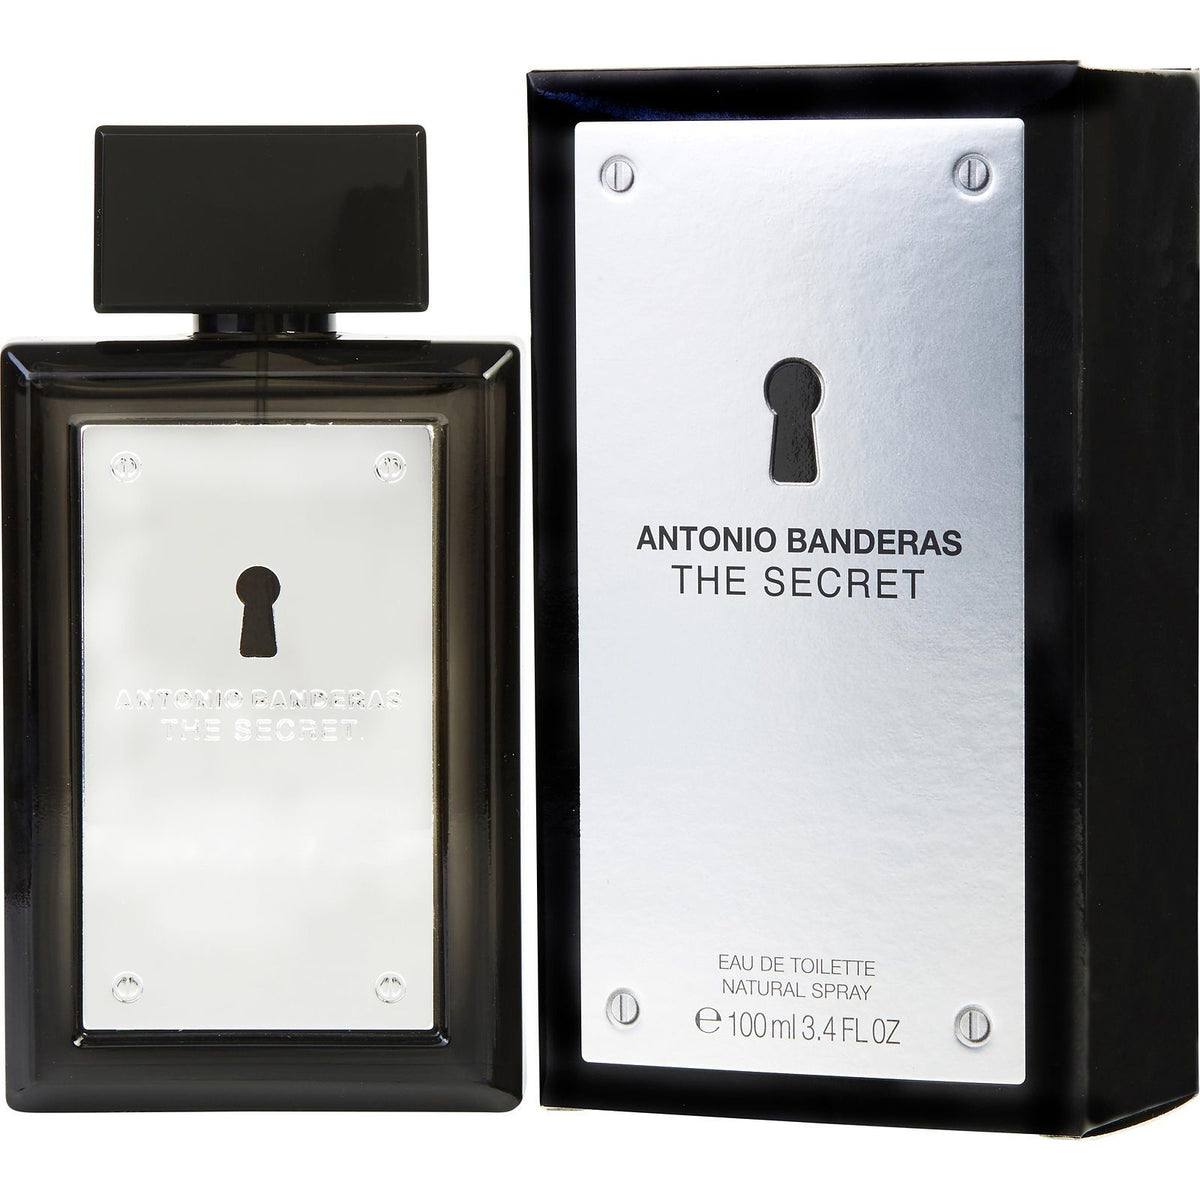 ANTONIO BANDERAS
THE SECRET.
ANTONIO BANDERAS
THE SECRET
EAU DE TOILETTE
NATURAL SPRAY
℮ 100 ml 3.4 FL OZ